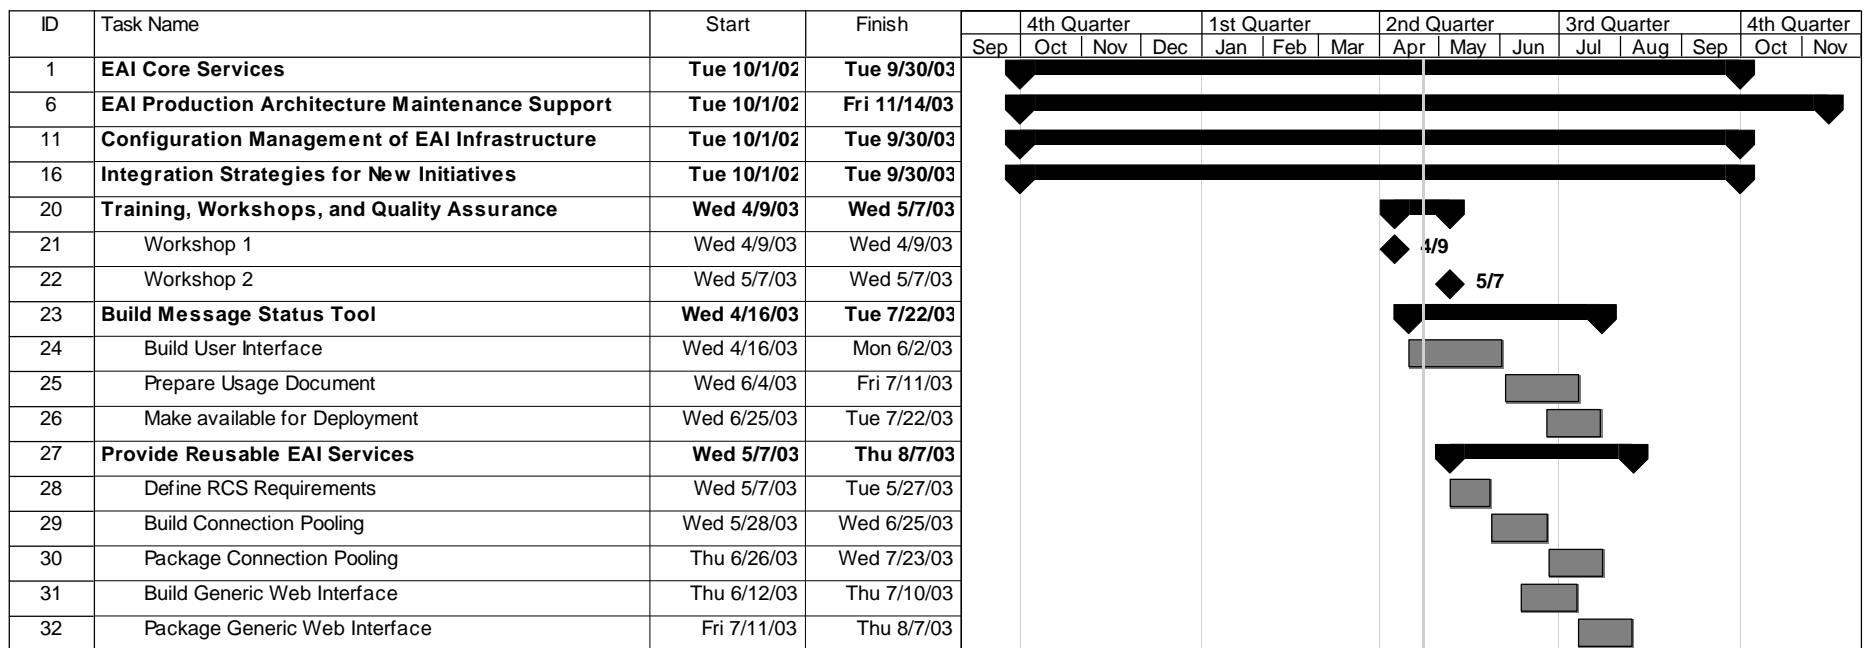 ID Task Name Start Finish 4th Quarter 1st Quarter 2nd Quarter 3rd Quarter 4th Quarter
Sep Oct Nov Dec Jan Feb Mar Apr May Jun Jul Aug Sep Oct Nov
1 EAI Core Services Tue 10/1/02 Tue 9/30/03
6 EAI Production Architecture Maintenance Support Tue 10/1/02 Fri 11/14/03
11 Configuration Management of EAI Infrastructure Tue 10/1/02 Tue 9/30/03
16 Integration Strategies for New Initiatives Tue 10/1/02 Tue 9/30/03
20 Training, Workshops, and Quality Assurance Wed 4/9/03 Wed 5/7/03
21 Workshop 1 Wed 4/9/03 Wed 4/9/03 4/9
22 Workshop 2 Wed 5/7/03 Wed 5/7/03 5/7
23 Build Message Status Tool Wed 4/16/03 Tue 7/22/03
24 Build User Interface Wed 4/16/03 Mon 6/2/03
25 Prepare Usage Document Wed 6/4/03 Fri 7/11/03
26 Make available for Deployment Wed 6/25/03 Tue 7/22/03
27 Provide Reusable EAI Services Wed 5/7/03 Thu 8/7/03
28 Define RCS Requirements Wed 5/7/03 Tue 5/27/03
29 Build Connection Pooling Wed 5/28/03 Wed 6/25/03
30 Package Connection Pooling Thu 6/26/03 Wed 7/23/03
31 Build Generic Web Interface Thu 6/12/03 Thu 7/10/03
32 Package Generic Web Interface Fri 7/11/03 Thu 8/7/03